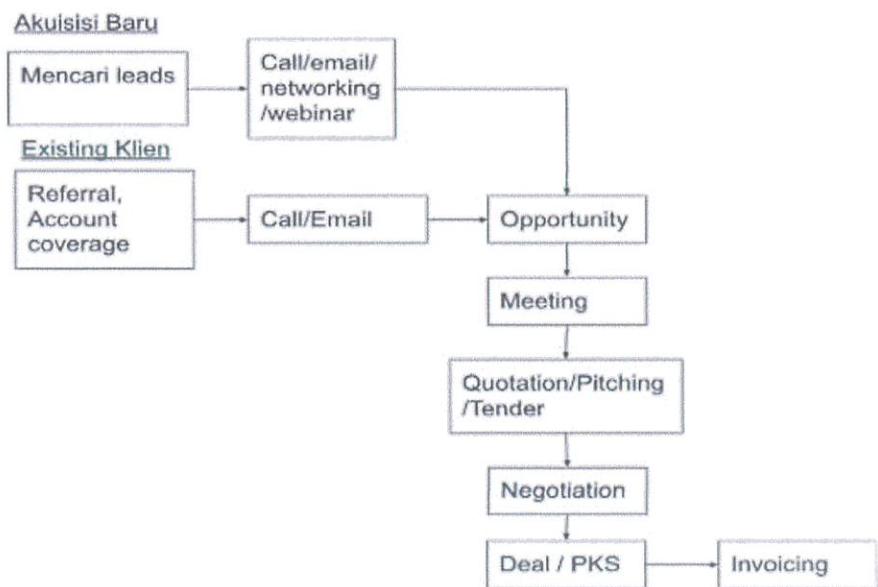 Akuisisi Baru
Mencari leads
Call/email/
networking
/webinar
Existing Klien
Referral,
Account
coverage
Call/Email
Opportunity
Meeting
Quotation/Pitching
/Tender
Negotiation
Deal / PKS
Invoicing